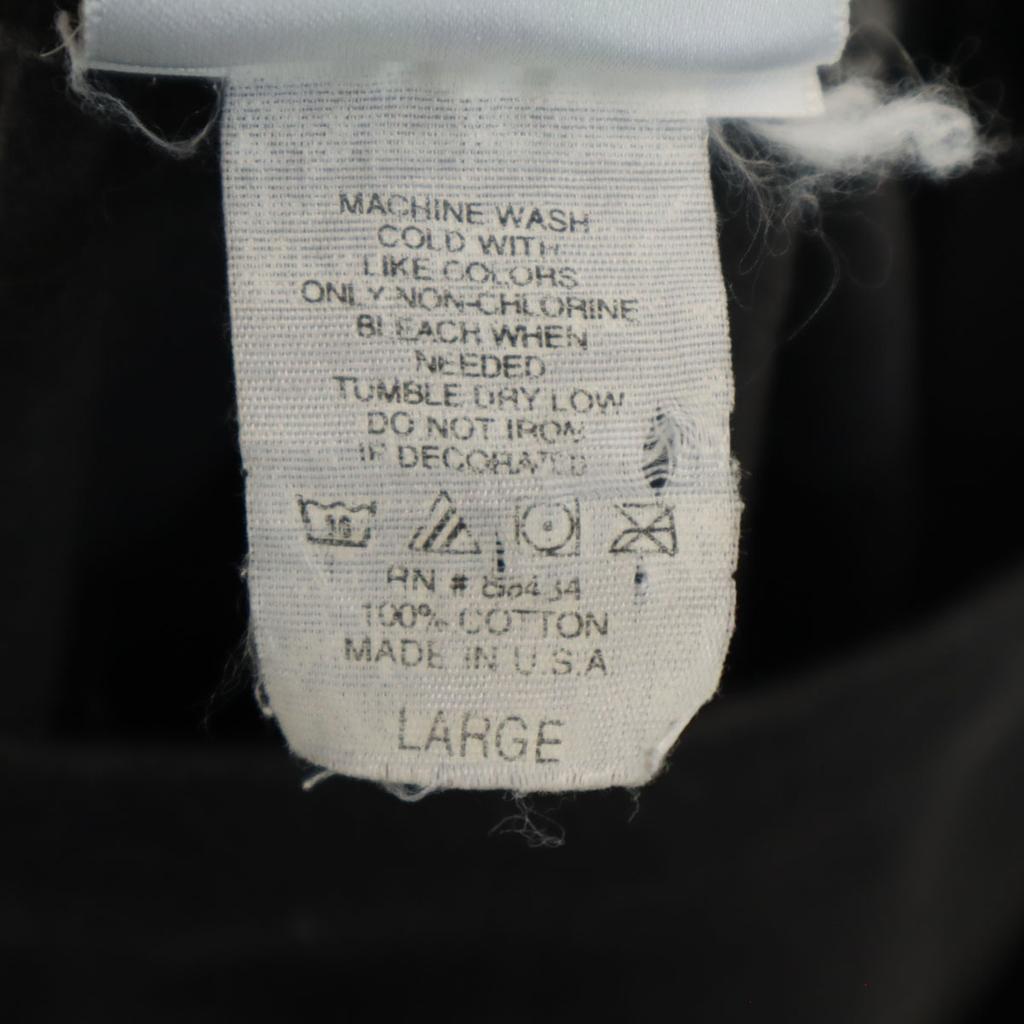 MACHINE WASH
COLD WITH
LIKE COLORS
ONLY NON-CHLORINE
BLEACH WHEN
NEEDED
TUMBLE DRY LOW
DO NOT IRON
IF DECORATED
RN #
100% COTTON
MADE IN U.S.A.
LARGE